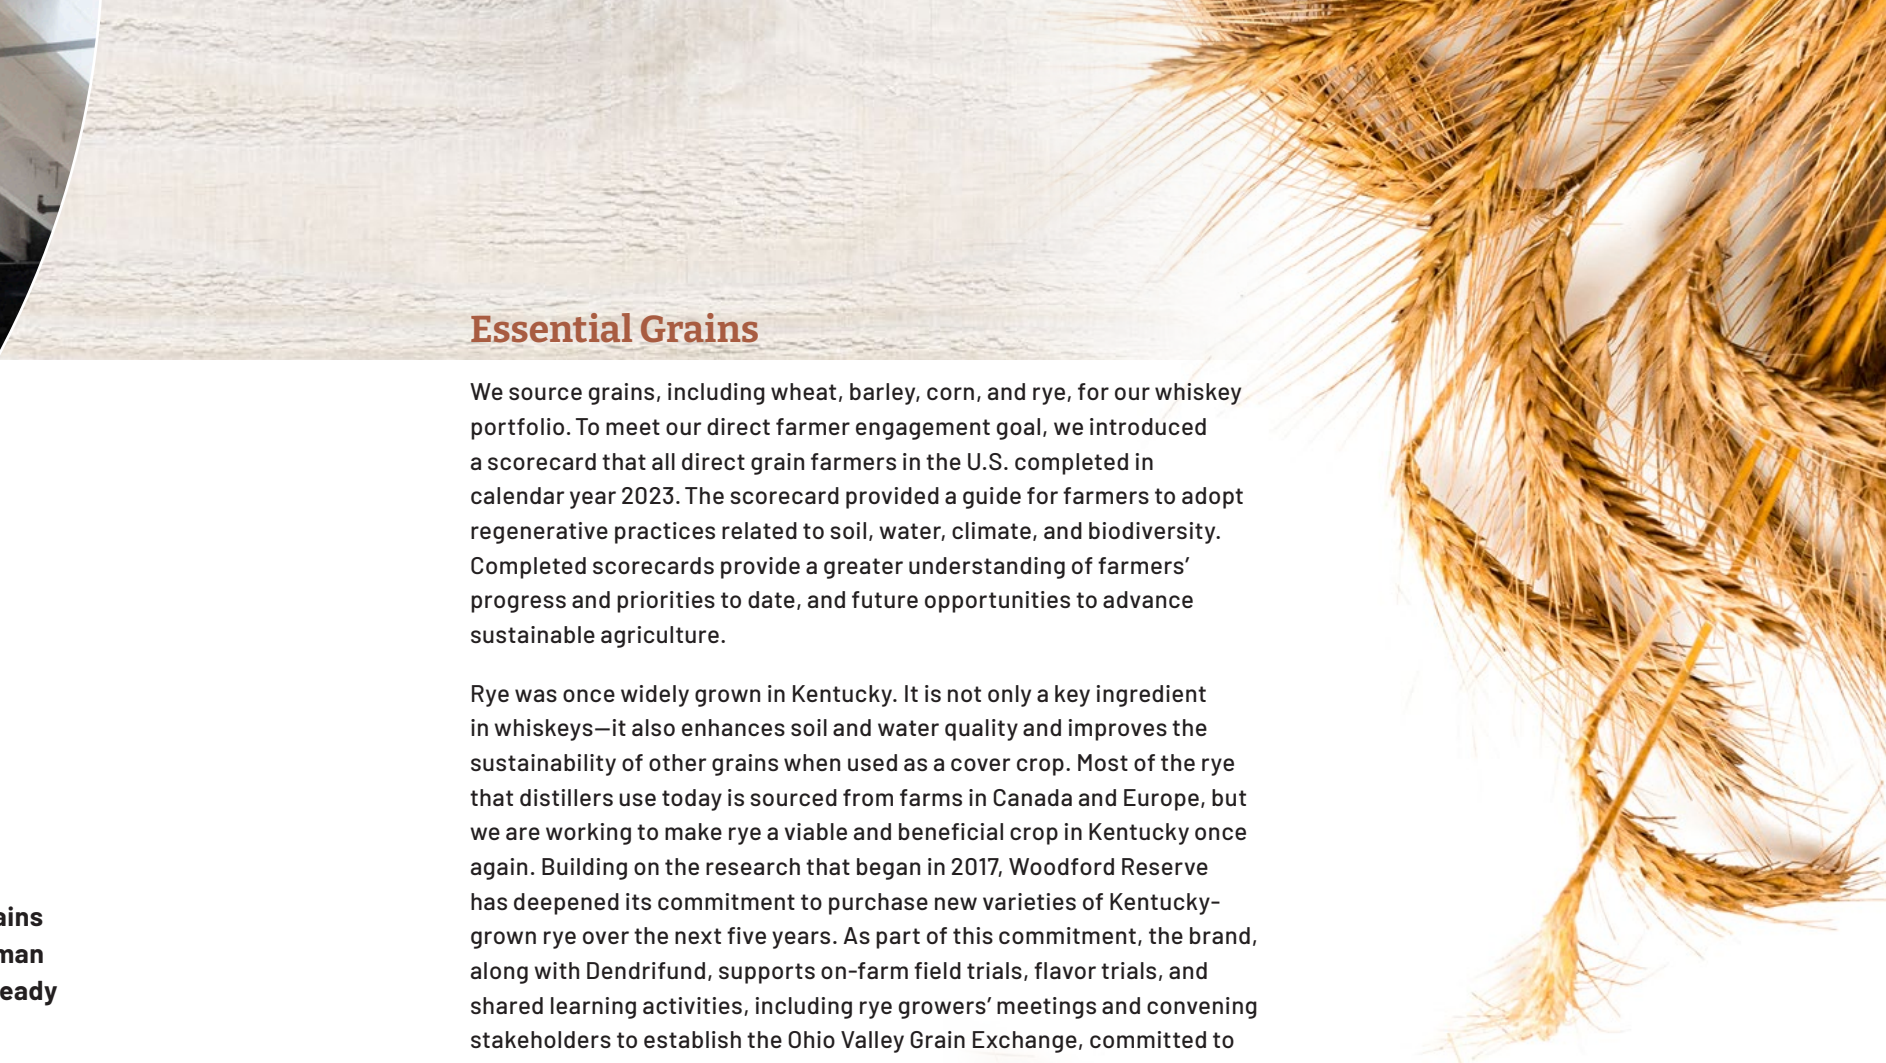 Essential Grains
We source grains, including wheat, barley, corn, and rye, for our whiskey
portfolio. To meet our direct farmer engagement goal, we introduced
a scorecard that all direct grain farmers in the U.S. completed in
calendar year 2023. The scorecard provided a guide for farmers to adopt
regenerative practices related to soil, water, climate, and biodiversity.
Completed scorecards provide a greater understanding of farmers’
progress and priorities to date, and future opportunities to advance
sustainable agriculture.
Rye was once widely grown in Kentucky. It is not only a key ingredient
in whiskeys—it also enhances soil and water quality and improves the
sustainability of other grains when used as a cover crop. Most of the rye
that distillers use today is sourced from farms in Canada and Europe, but
we are working to make rye a viable and beneficial crop in Kentucky once
again. Building on the research that began in 2017, Woodford Reserve
has deepened its commitment to purchase new varieties of Kentucky-
grown rye over the next five years. As part of this commitment, the brand,
along with Dendrifund, supports on-farm field trials, flavor trials, and
shared learning activities, including rye growers’ meetings and convening
stakeholders to establish the Ohio Valley Grain Exchange, committed to